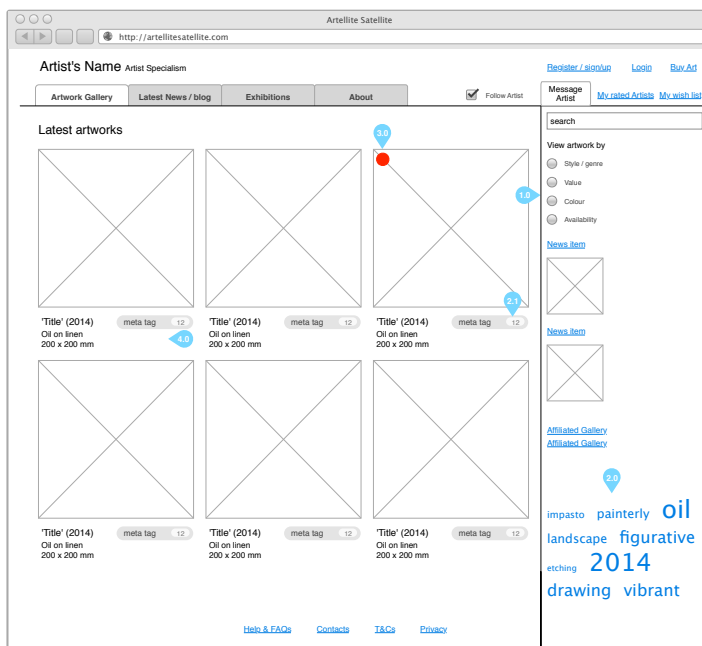 Artellite Satellite
http://artellitesatellite.com
Artist's Name Artist Specialism
Register / sign/up Login Buy Art
Artwork Gallery Latest News / blog Exhibitions About Follow Artist
Message Artist
My rated Artists My wish list
search
Latest artworks
3.0
View artwork by
Style / genre
Value
1.0
Colour
Availability
News item
2.1
'Title' (2014) meta tag 12
Oil on linen
200 x 200 mm
4.0
'Title' (2014) meta tag 12
Oil on linen
200 x 200 mm
'Title' (2014) meta tag 12
Oil on linen
200 x 200 mm
News item
Affiliated Gallery
Affiliated Gallery
2.0
impasto painterly oil
landscape figurative
etching 2014
drawing vibrant
'Title' (2014) meta tag 12
Oil on linen
200 x 200 mm
'Title' (2014) meta tag 12
Oil on linen
200 x 200 mm
'Title' (2014) meta tag 12
Oil on linen
200 x 200 mm
Help & FAQs Contacts T&Cs Privacy